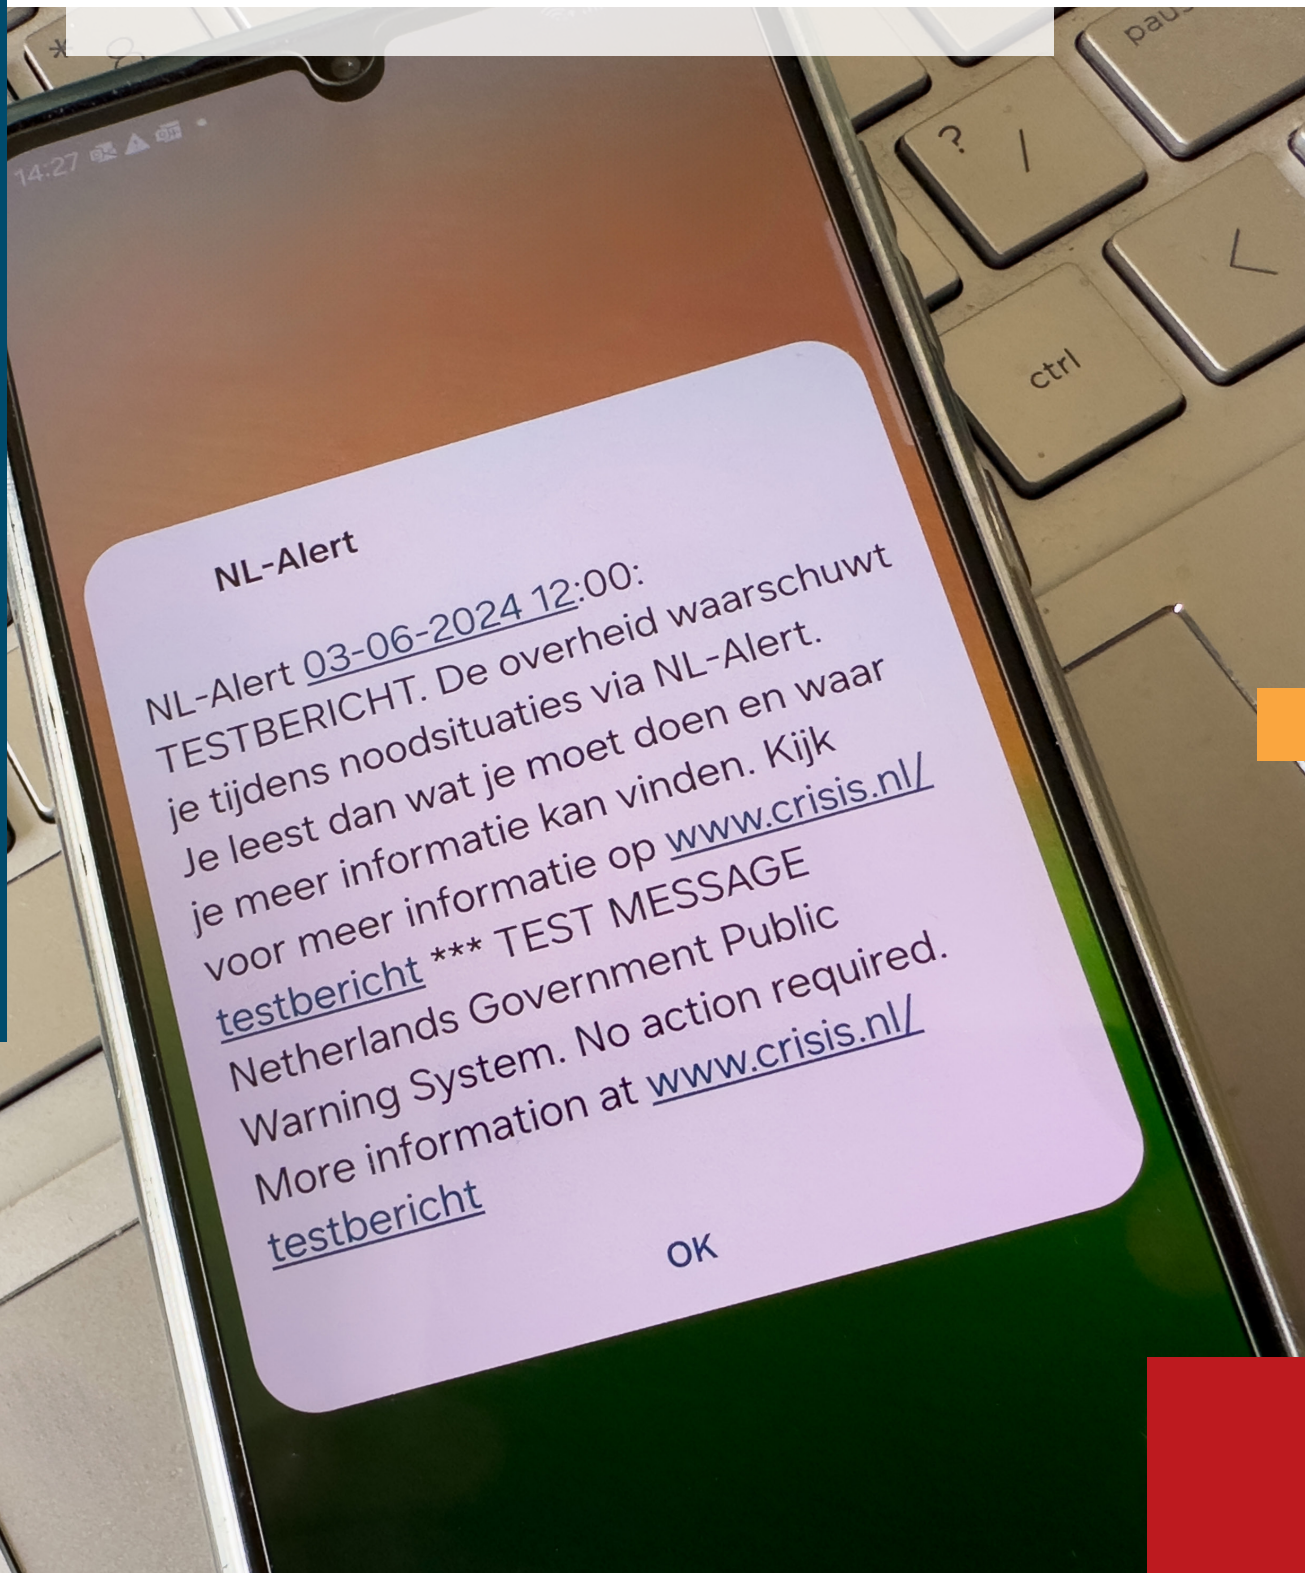 *
8
pause
?
/
<
ctrl
14:27
NL-Alert
NL-Alert 03-06-2024 12:00:
TESTBERICHT. De overheid waarschuwt
je tijdens noodsituaties via NL-Alert.
Je leest dan wat je moet doen en waar
je meer informatie kan vinden. Kijk
voor meer informatie op www.crisis.nl/
testbericht *** TEST MESSAGE
Netherlands Government Public
Warning System. No action required.
More information at www.crisis.nl/
testbericht
OK